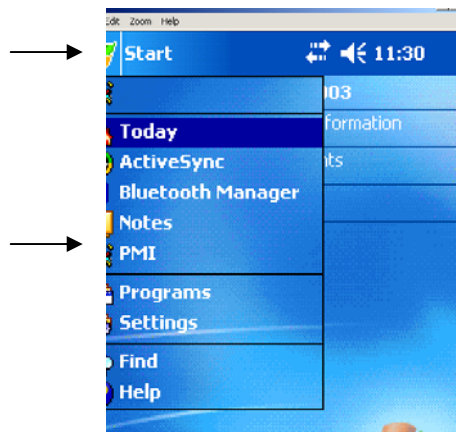 Edit Zoom Help
Start 11:30
Today
ActiveSync
Bluetooth Manager
Notes
PMI
Programs
Settings
Find
Help
003
formation
nts